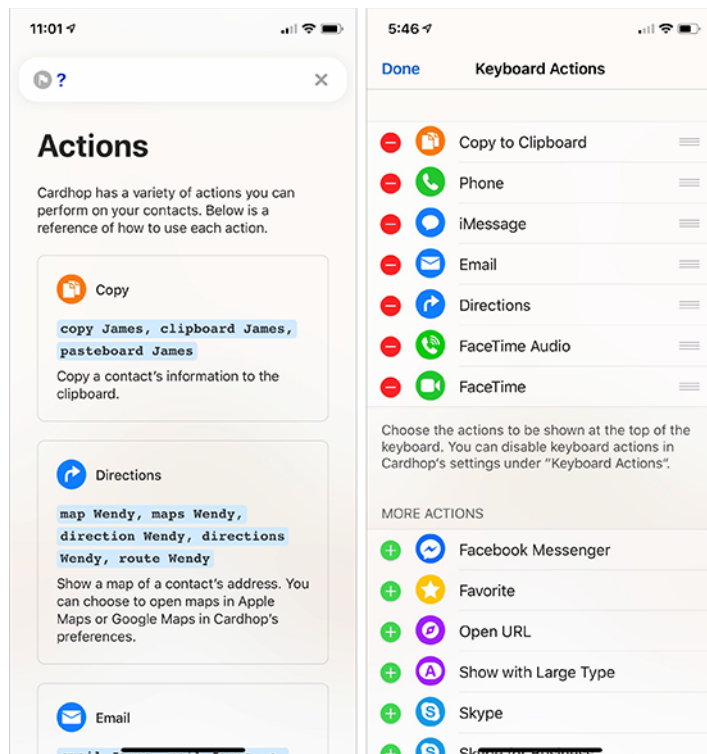 11:01
?
Actions
Cardhop has a variety of actions you can
perform on your contacts. Below is a
reference of how to use each action.
Copy
copy James, clipboard James,
pasteboard James
Copy a contact's information to the
clipboard.
Directions
map Wendy, maps Wendy,
direction Wendy, directions
Wendy, route Wendy
Show a map of a contact's address. You
can choose to open maps in Apple
Maps or Google Maps in Cardhop's
preferences.
Email
5:46
Done
Keyboard Actions
Copy to Clipboard
Phone
iMessage
Email
Directions
FaceTime Audio
FaceTime
Choose the actions to be shown at the top of the
keyboard. You can disable keyboard actions in
Cardhop's settings under "Keyboard Actions".
MORE ACTIONS
Facebook Messenger
Favorite
Open URL
Show with Large Type
Skype